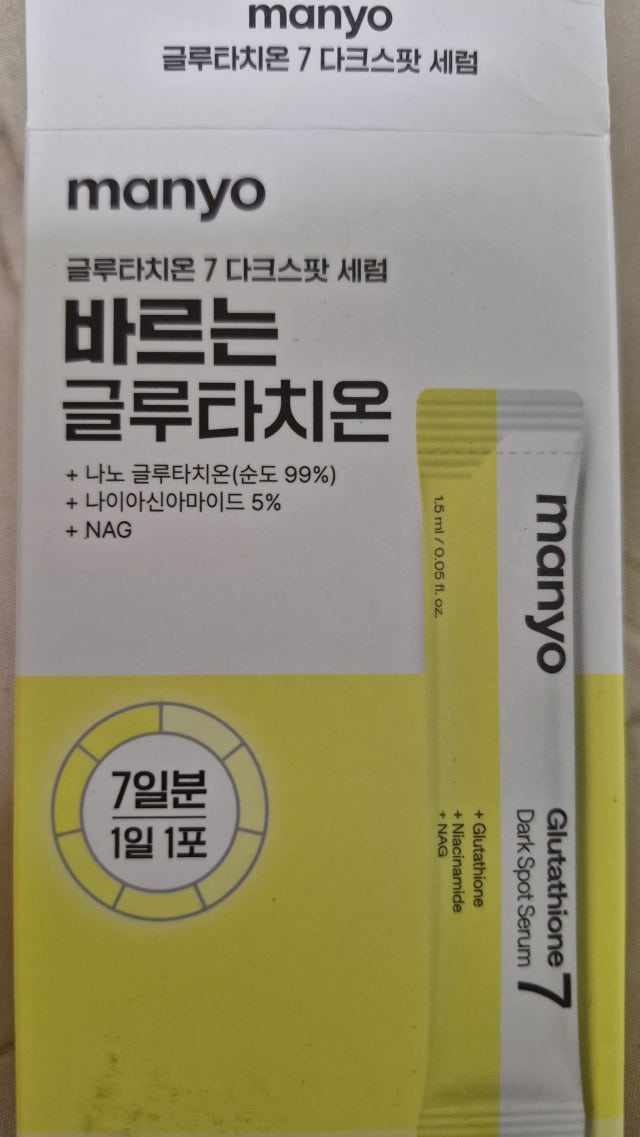 manyo
글루타치온 7 다크스팟 세럼
manyo
글루타치온 7 다크스팟 세럼
바르는
글루타치온
+ 나노 글루타치온(순도 99%)
+ 나이아신아마이드 5%
+ NAG
7일분
1일 1포
manyo
Glutathione 7
Dark Spot Serum
+ Glutathione
+ Niacinamide
+ NAG
1.5 ml / 0.05 fl. oz.